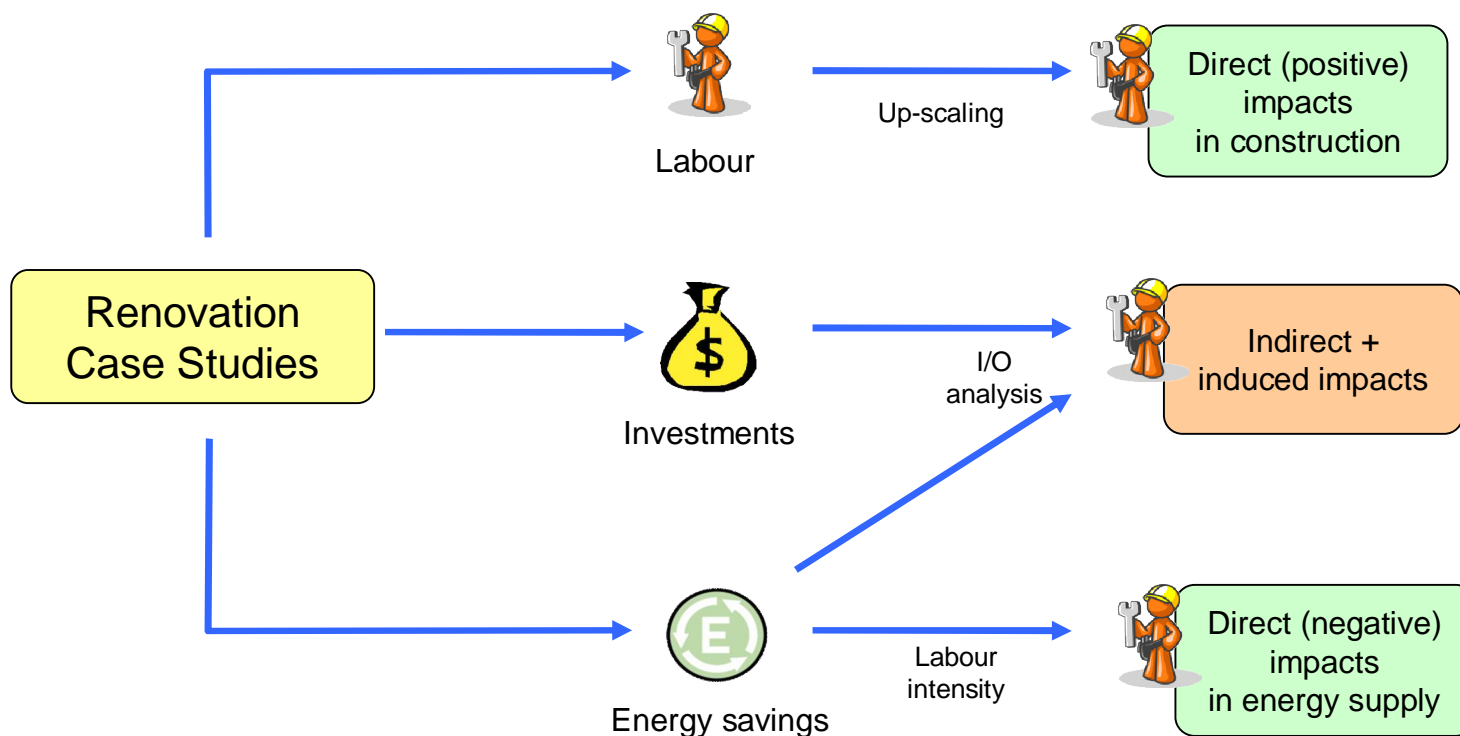 Labour
Up-scaling
Direct (positive)
impacts
in construction
Renovation
Case Studies
$
Investments
I/O
analysis
Indirect +
induced impacts
E
Energy savings
Labour
intensity
Direct (negative)
impacts
in energy supply